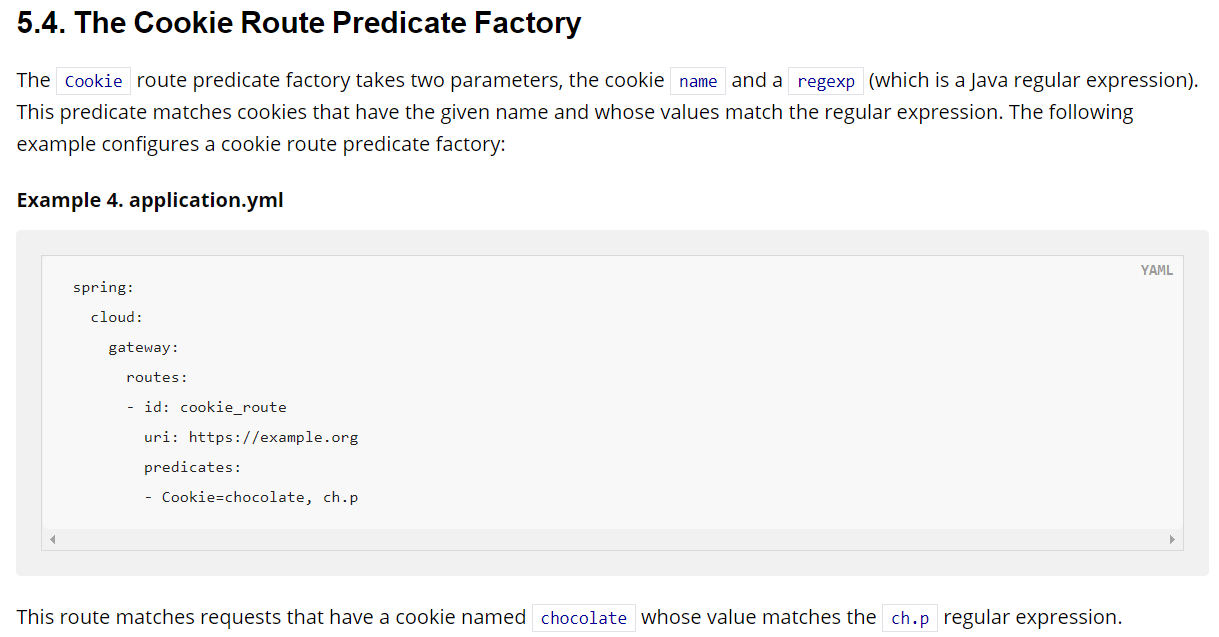 5.4. The Cookie Route Predicate Factory
The Cookie route predicate factory takes two parameters, the cookie name and a regexp (which is a Java regular expression).
This predicate matches cookies that have the given name and whose values match the regular expression. The following
example configures a cookie route predicate factory:
Example 4. application.yml
YAML
spring:
  cloud:
    gateway:
      routes:
      - id: cookie_route
        uri: https://example.org
        predicates:
        - Cookie=chocolate, ch.p
This route matches requests that have a cookie named chocolate whose value matches the ch.p regular expression.